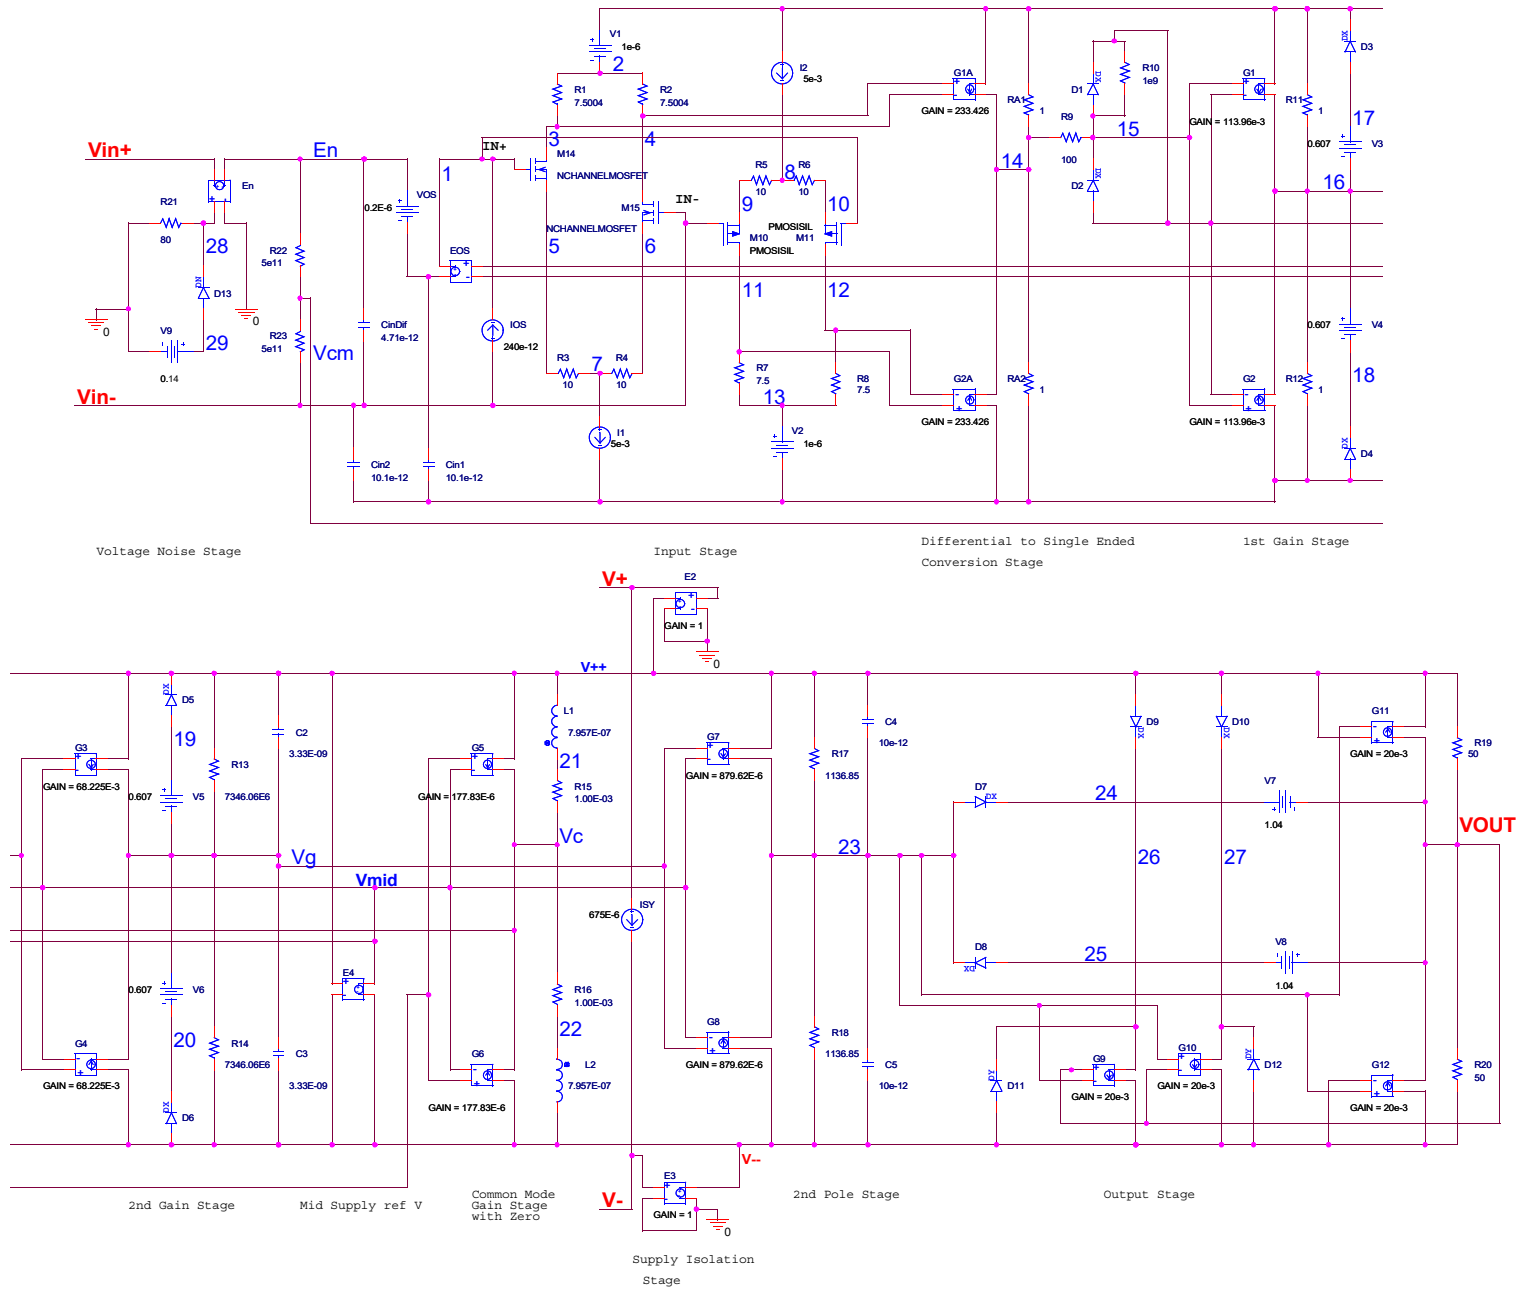 V1
1e-6
2
R1
7.5004
R2
7.5004
I2
5e-3
G1A
GAIN = 233.426
RA1
1
D1
DX
R10
1e9
R9
100
15
G1
GAIN = 113.96e-3
R11
1
D3
DX
17
0.607
V3
16
Vin+
En
En
R21
80
28
DN
D13
29
V9
0.14
0
0
R22
5e11
R23
5e11
Vcm
VOS
0.2E-6
1
IN+
3
4
M14
NCHANNELMOSFET
M15
IN-
NCHANNELMOSFET
5
6
EOS
R5
10
8
R6
10
9
10
PMOSISIL
M10
M11
PMOSISIL
11
12
14
D2
DX
CinDif
4.71e-12
IOS
240e-12
R3
10
7
R4
10
R7
7.5
R8
7.5
13
G2A
GAIN = 233.426
RA2
1
G2
GAIN = 113.96e-3
R12
1
0.607
V4
18
D4
DX
Vin-
Cin2
10.1e-12
Cin1
10.1e-12
I1
5e-3
V2
1e-6
Voltage Noise Stage
Input Stage
Differential to Single Ended
Conversion Stage
1st Gain Stage
V+
E2
GAIN = 1
0
V++
D5
DX
19
G3
GAIN = 68.225E-3
0.607
V5
R13
7346.06E6
C2
3.33E-09
Vg
Vmid
G5
GAIN = 177.83E-6
L1
7.957E-07
21
R15
1.00E-03
Vc
G7
GAIN = 879.62E-6
R17
1136.85
C4
10e-12
23
D7
DX
24
V7
1.04
D9
DX
D10
DX
26
27
G11
GAIN = 20e-3
R19
50
VOUT
675E-6
ISY
D8
DX
25
V8
1.04
E4
0.607
V6
20
G4
GAIN = 68.225E-3
R14
7346.06E6
C3
3.33E-09
D6
DX
R16
1.00E-03
22
G6
GAIN = 177.83E-6
L2
7.957E-07
G8
GAIN = 879.62E-6
R18
1136.85
C5
10e-12
D11
DY
G9
GAIN = 20e-3
G10
GAIN = 20e-3
D12
DY
G12
GAIN = 20e-3
R20
50
V--
V-
E3
GAIN = 1
0
2nd Gain Stage
Mid Supply ref V
Common Mode
Gain Stage
with Zero
2nd Pole Stage
Output Stage
Supply Isolation
Stage